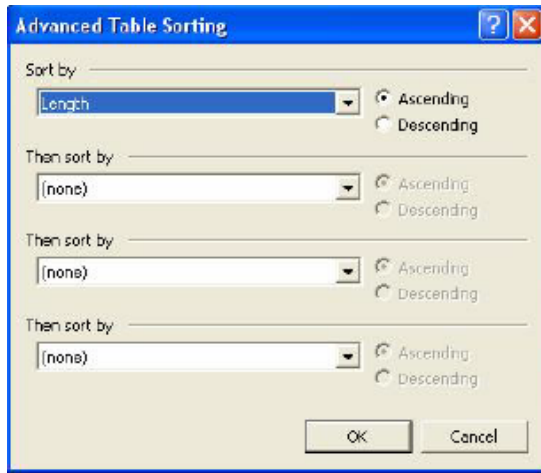 Advanced Table Sorting
Sort by
Length
Ascending
Descending
Then sort by
(none)
Ascending
Descending
Then sort by
(none)
Ascending
Descending
Then sort by
(none)
Ascending
Descending
OK
Cancel